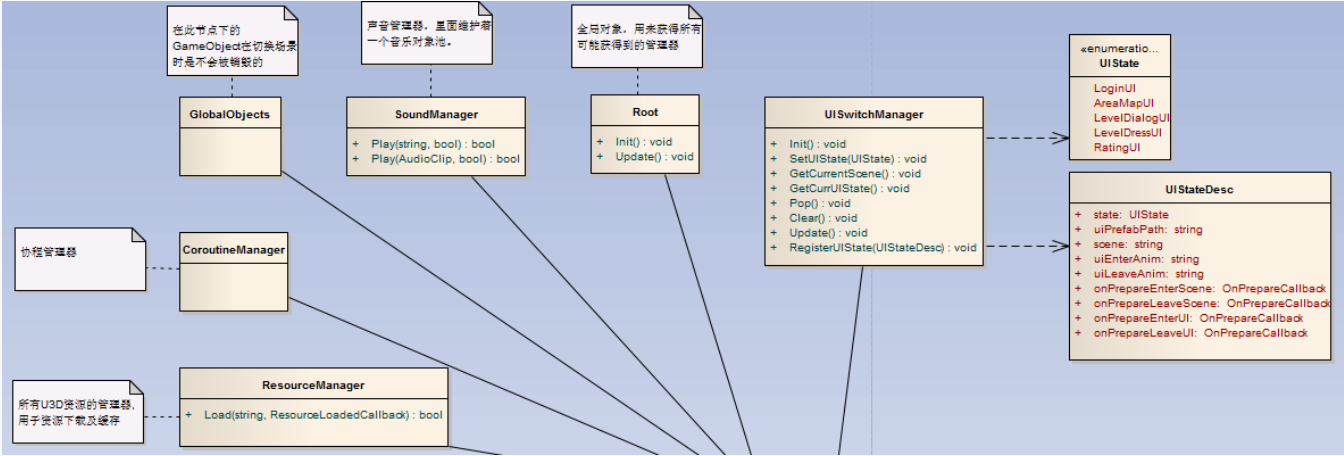 在此节点下的
GameObject在切换场景
时是不会被销毁的
声音管理器，里面维护着
一个音乐对象池。
全局对象，用来获得所有
可能获得到的管理器
«enumeratio...
UIState
LoginUI
AreaMapUI
LevelDialogUI
LevelDressUI
RatingUI
GlobalObjects
SoundManager
+ Play(string, bool) : bool
+ Play(AudioClip, bool) : bool
Root
+ Init() : void
+ Update() : void
UISwitchManager
+ Init() : void
+ SetUIState(UIState) : void
+ GetCurrentScene() : void
+ GetCurrUIState() : void
+ Pop() : void
+ Clear() : void
+ Update() : void
+ RegisterUIState(UIStateDesc) : void
UIStateDesc
+ state: UIState
+ uiPrefabPath: string
+ scene: string
+ uiEnterAnim: string
+ uiLeaveAnim: string
+ onPrepareEnterScene: OnPrepareCallback
+ onPrepareLeaveScene: OnPrepareCallback
+ onPrepareEnterUI: OnPrepareCallback
+ onPrepareLeaveUI: OnPrepareCallback
协程管理器
CoroutineManager
所有U3D资源的管理器，
用于资源下载及缓存
ResourceManager
+ Load(string, ResourceLoadedCallback) : bool